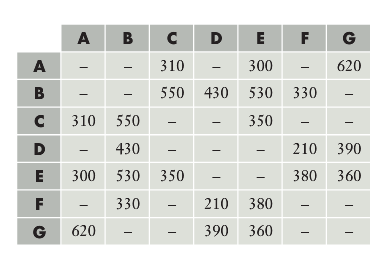 A B C D E F G
A – – 310 – 300 – 620
B – – 550 430 530 330 –
C 310 550 – – 350 – –
D – 430 – – – 210 390
E 300 530 350 – – 380 360
F – 330 – 210 380 – –
G 620 – – 390 360 – –